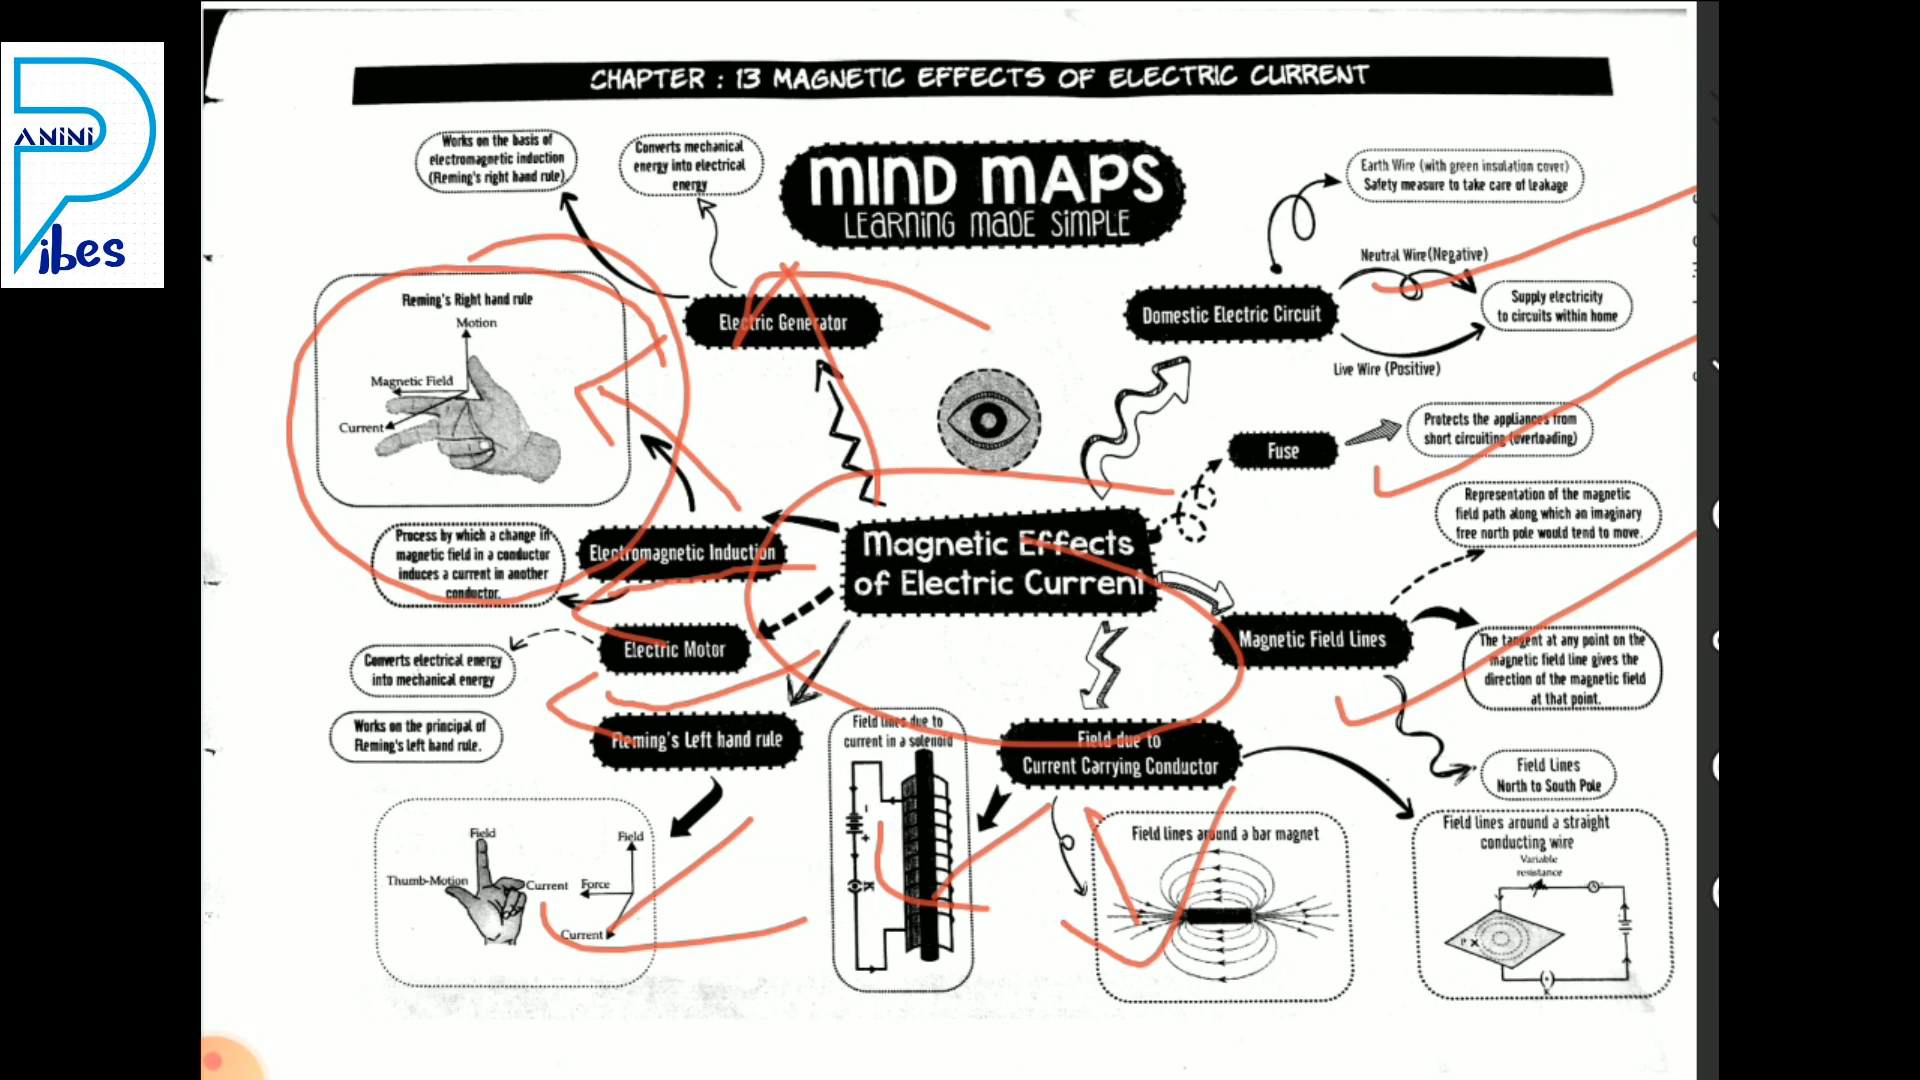 PANINI
Vibes
CHAPTER : 13 MAGNETIC EFFECTS OF ELECTRIC CURRENT
MIND MAPS
LEARNING MADE SIMPLE
Works on the basis of
electromagnetic induction
(Fleming's right hand rule)
Converts mechanical
energy into electrical
energy
Earth Wire (with green insulation cover)
Safety measure to take care of leakage
Neutral Wire(Negative)
Supply electricity
to circuits within home
Live Wire (Positive)
Domestic Electric Circuit
Electric Generator
Fleming's Right hand rule
Motion
Magnetic Field
Current
Fuse
Protects the appliances from
short circuiting (overloading)
Representation of the magnetic
field path along which an imaginary
free north pole would tend to move.
Process by which a change in
magnetic field in a conductor
induces a current in another
conductor.
Electromagnetic Induction
Magnetic Effects
of Electric Current
Magnetic Field Lines
The tangent at any point on the
magnetic field line gives the
direction of the magnetic field
at that point.
Electric Motor
Converts electrical energy
into mechanical energy
Works on the principal of
Fleming's left hand rule.
Fleming's Left hand rule
Field lines due to
current in a solenoid
Field due to
Current Carrying Conductor
Field Lines
North to South Pole
Field
Thumb-Motion
Current
Field
Force
Current
K
Field lines around a bar magnet
Field lines around a straight
conducting wire
Variable
resistance
P
K